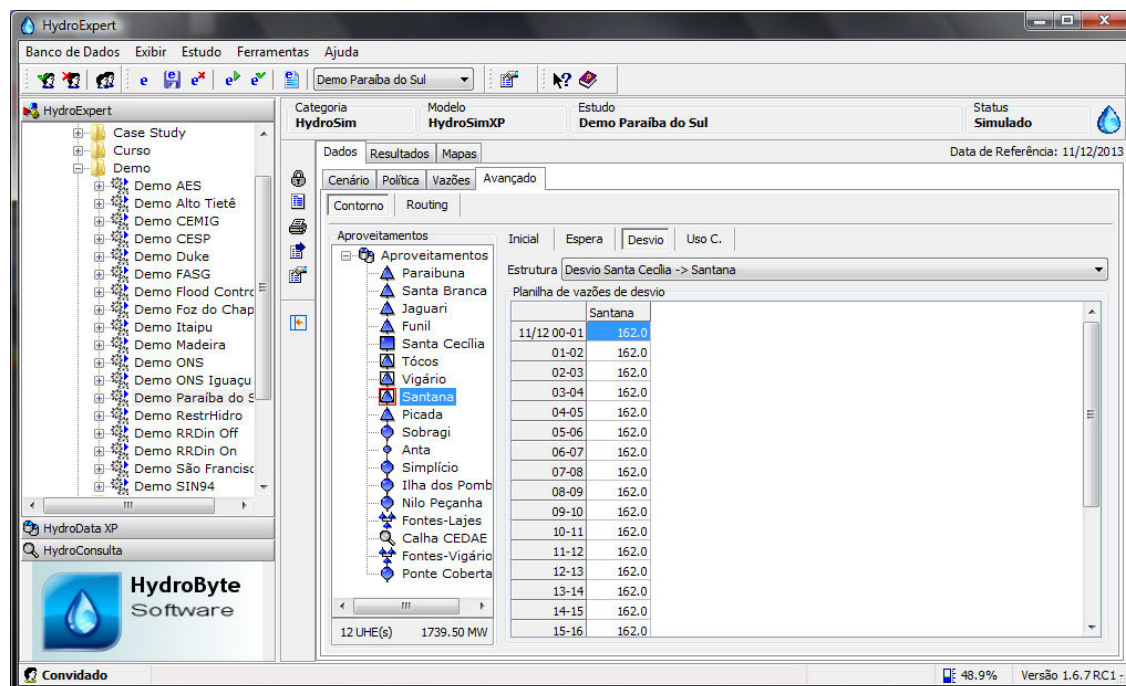 HydroExpert
Banco de Dados Exibir Estudo Ferramentas Ajuda
Demo Paraíba do Sul
HydroExpert
Case Study
Curso
Demo
Demo AES
Demo Alto Tietê
Demo CEMIG
Demo CESP
Demo Duke
Demo FASG
Demo Flood Contrc
Demo Foz do Chap
Demo Itaipu
Demo Madeira
Demo ONS
Demo ONS Iguaçu
Demo Paraíba do S
Demo RestrHidro
Demo RRDin Off
Demo RRDin On
Demo São Francisc
Demo SIN94
HydroData XP
HydroConsulta
HydroByte
Software
Categoria Modelo Estudo Status
HydroSim HydroSimXP Demo Paraíba do Sul Simulado
Dados Resultados Mapas Data de Referência: 11/12/2013
Cenário Política Vazões Avançado
Contorno Routing
Aproveitamentos
Aproveitamentos
Paraibuna
Santa Branca
Jaguari
Funil
Santa Cecília
Tócos
Vigário
Santana
Picada
Sobragi
Anta
Simplício
Ilha dos Pomb
Nilo Peçanha
Fontes-Lajes
Calha CEDAE
Fontes-Vigário
Ponte Coberta
12 UHE(s) 1739.50 MW
Inicial Espera Desvio Uso C.
Estrutura Desvio Santa Cecília -> Santana
Planilha de vazões de desvio
Santana
11/12 00-01 162.0
01-02 162.0
02-03 162.0
03-04 162.0
04-05 162.0
05-06 162.0
06-07 162.0
07-08 162.0
08-09 162.0
09-10 162.0
10-11 162.0
11-12 162.0
12-13 162.0
13-14 162.0
14-15 162.0
15-16 162.0
Convidado 48.9% Versão 1.6.7 RC1 -